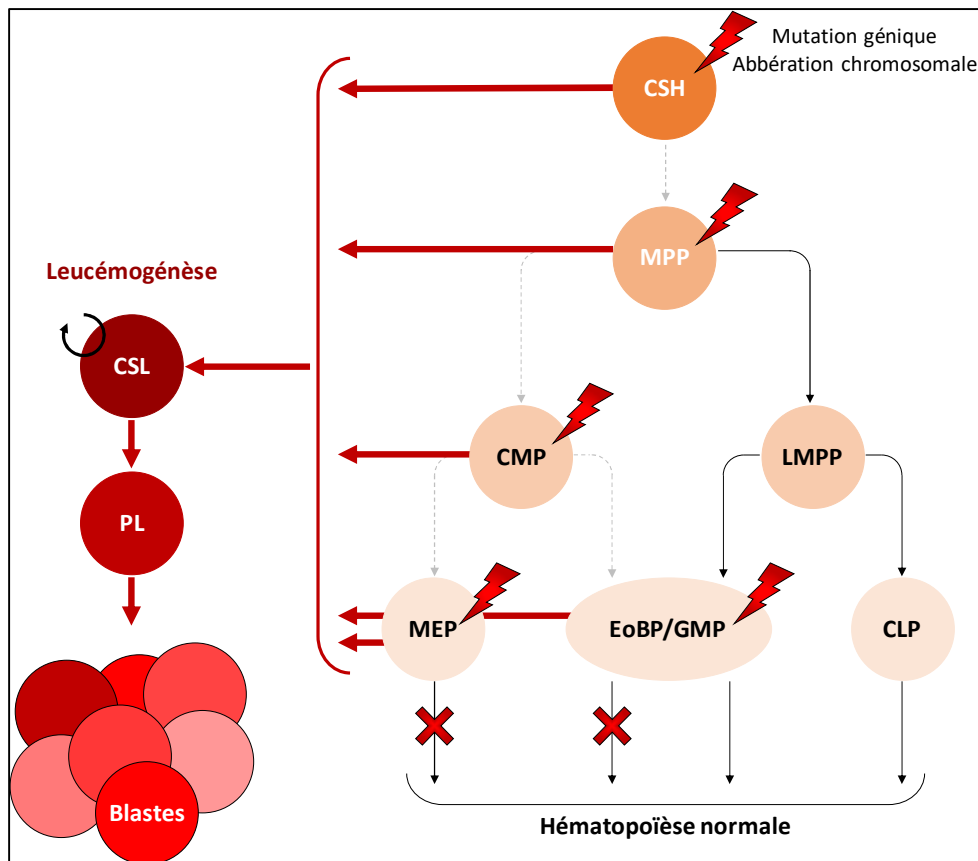 Mutation génique
Abbération chromosomale
CSH
MPP
Leucémogénèse
CSL
CMP
LMPP
PL
MEP
EoBP/GMP
CLP
Blastes
Hématopoïèse normale